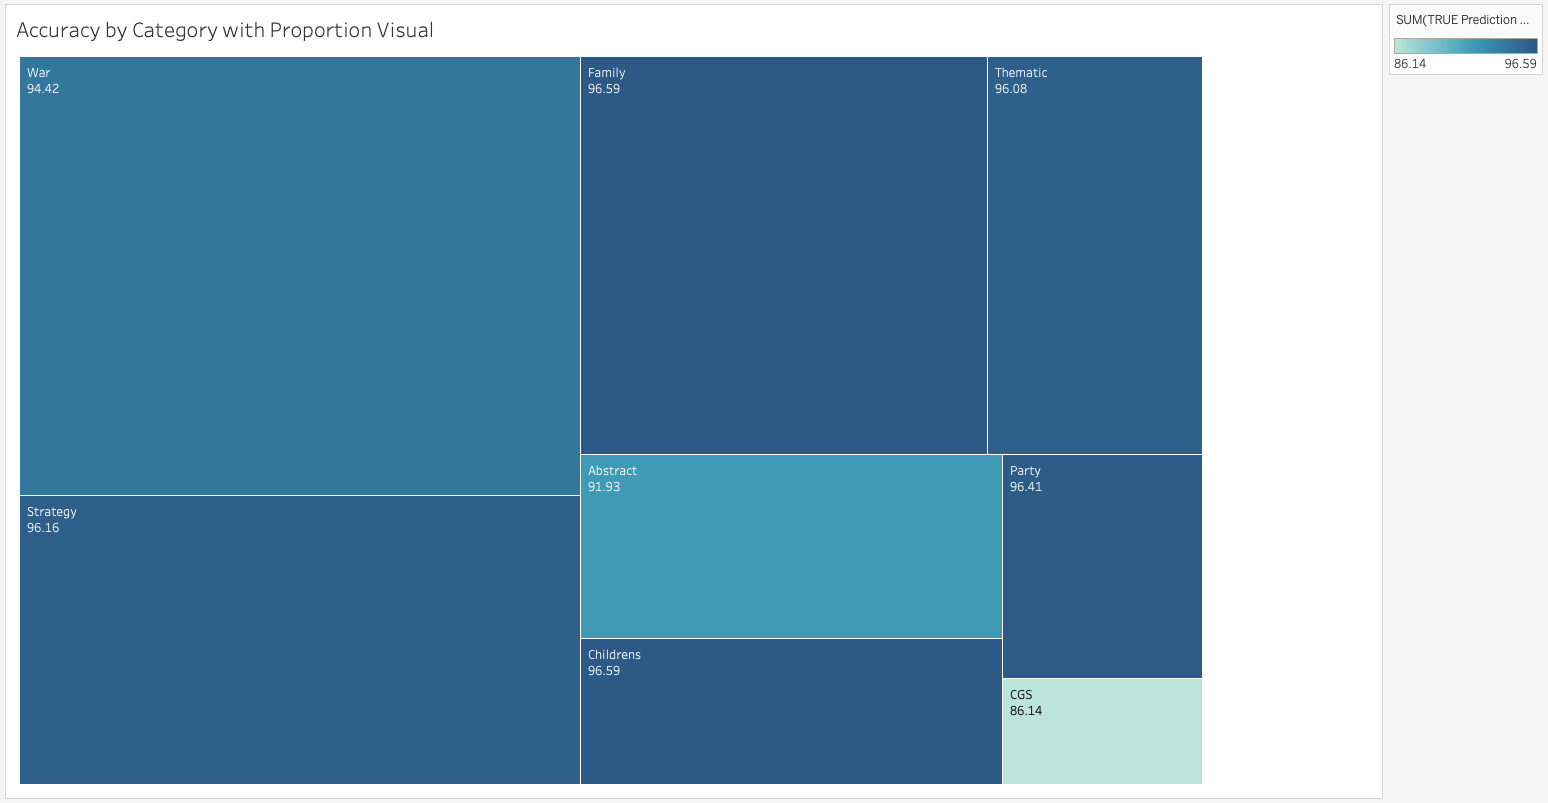 Accuracy by Category with Proportion Visual
War
94.42
Family
96.59
Thematic
96.08
Strategy
96.16
Abstract
91.93
Party
96.41
Childrens
96.59
CGS
86.14
SUM(TRUE Prediction ...
86.14 96.59